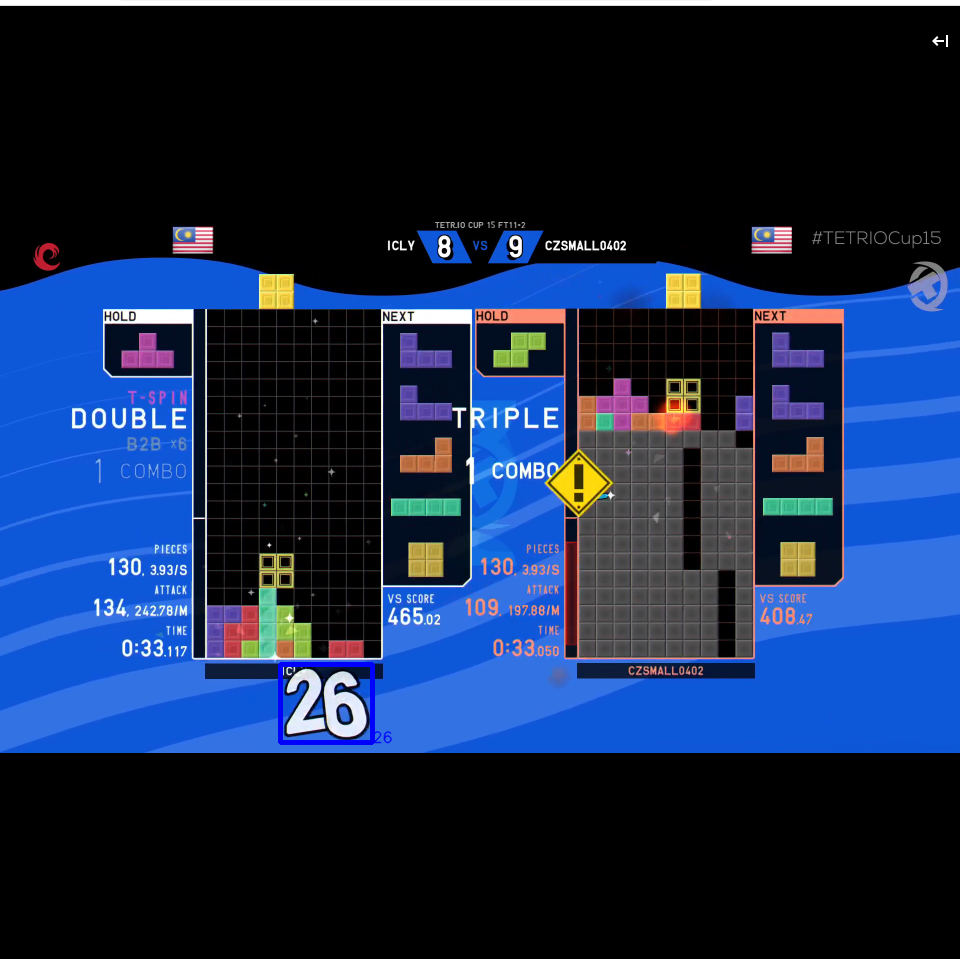 TETR.IO CUP 15 FT11-2
ICLY 8 VS 9 CZSMALL0402
#TETRIOCup15
HOLD
NEXT
HOLD
NEXT
T-SPIN
DOUBLE
B2B ×6
1 COMBO
PIECES
130, 3.93/S
ATTACK
134, 242.78/M
TIME
0:33.117
VS SCORE
465.02
ICLY
26
26
TRIPLE
1 COMBO
!
PIECES
130, 3.93/S
ATTACK
109, 197.88/M
TIME
0:33.050
VS SCORE
408.47
CZSMALL0402